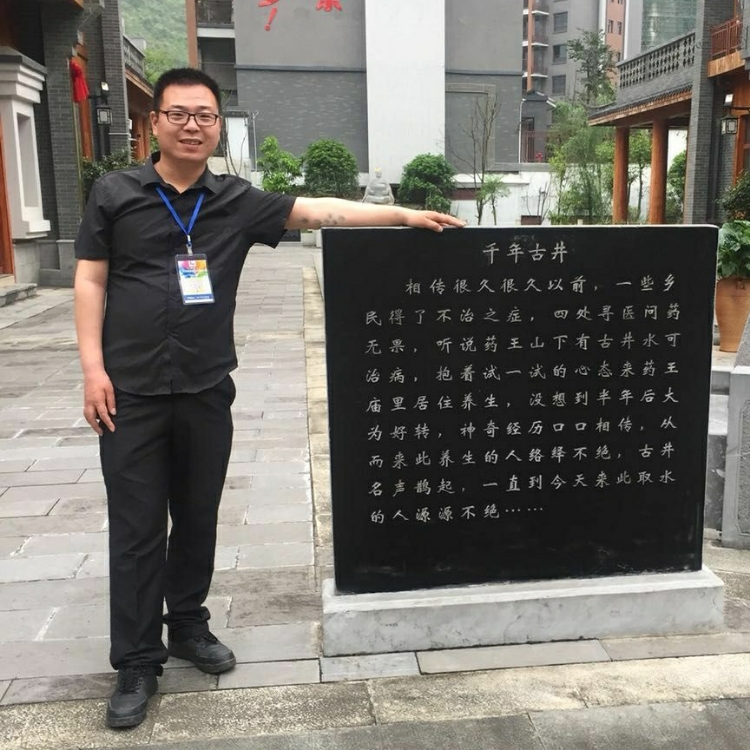 千年古井
相传很久很久以前，一些乡
民得了不治之症，四处寻医问药
无果，听说药王山下有古井水可
治病，抱着试一试的心态来药王
庙里居住养生，没想到半年后大
为好转，神奇经历口口相传，从
而来此养生的人络绎不绝，古井
名声鹊起，一直到今天来此取水
的人源源不绝……